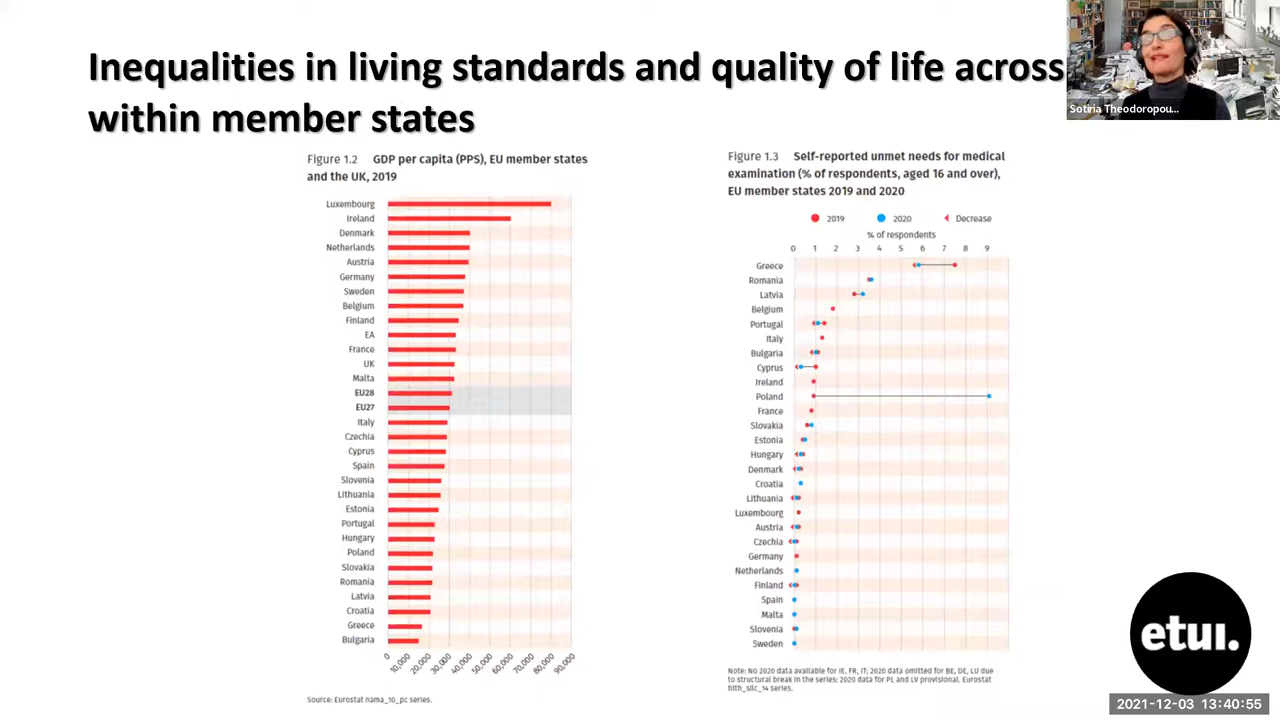 Inequalities in living standards and quality of life across
within member states
Sotiria Theodoropou...
Figure 1.2 GDP per capita (PPS), EU member states
and the UK, 2019
Luxembourg
Ireland
Denmark
Netherlands
Austria
Germany
Sweden
Belgium
Finland
EA
France
UK
Malta
EU28
EU27
Italy
Czechia
Cyprus
Spain
Slovenia
Lithuania
Estonia
Portugal
Hungary
Poland
Slovakia
Romania
Latvia
Croatia
Greece
Bulgaria
0 10,000 20,000 30,000 40,000 50,000 60,000 70,000 80,000 90,000
Source: Eurostat nama_10_pc series.
Figure 1.3 Self-reported unmet needs for medical
examination (% of respondents, aged 16 and over),
EU member states 2019 and 2020
2019 2020 Decrease
% of respondents
0 1 2 3 4 5 6 7 8 9
Greece
Romania
Latvia
Belgium
Portugal
Italy
Bulgaria
Cyprus
Ireland
Poland
France
Slovakia
Estonia
Hungary
Denmark
Croatia
Lithuania
Luxembourg
Austria
Czechia
Germany
Netherlands
Finland
Spain
Malta
Slovenia
Sweden
Note: No 2020 data available for IE, FR, IT; 2020 data omitted for BE, DE, LU due
to structural break in the series; 2020 data for PL and LV provisional. Eurostat
hlth_silc_14 series.
etui.
2021-12-03 13:40:55